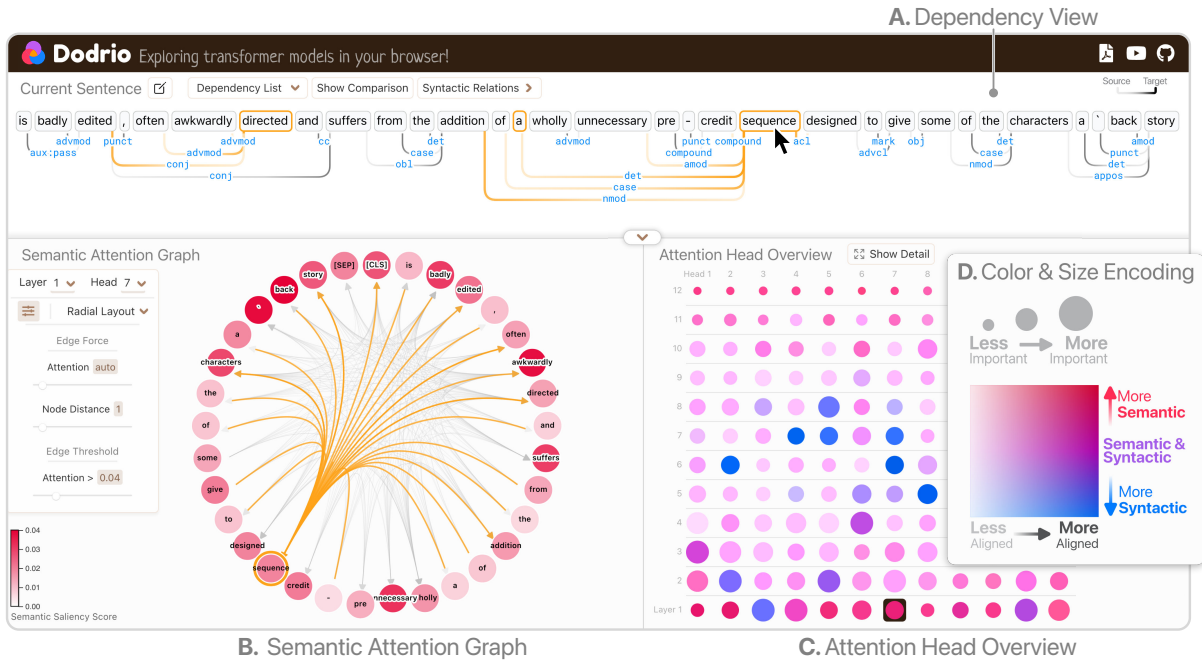 A. Dependency View
Dodrio Exploring transformer models in your browser!
Current Sentence Dependency List Show Comparison Syntactic Relations
Source Target
is badly edited , often awkwardly directed and suffers from the addition of a wholly unnecessary pre - credit sequence designed to give some of the characters a ` back story
advmod punct advmod cc det advmod punct compound acl mark obj det amod
aux:pass advmod case compound advcl case punct
conj obl amod nmod det
conj det appos
case
nmod
Semantic Attention Graph
Layer 1 Head 7
Radial Layout
Edge Force
Attention auto
Node Distance 1
Edge Threshold
Attention > 0.04
0.04
0.03
0.02
0.01
0.00
Semantic Saliency Score
[SEP]
[CLS]
is
badly
edited
,
often
awkwardly
directed
and
suffers
from
the
addition
of
a
holly
nnecessary
pre
-
credit
sequence
designed
to
give
some
of
the
characters
a
back
story
Attention Head Overview Show Detail
Head 1 2 3 4 5 6 7 8
12
11
10
9
8
7
6
5
4
3
2
Layer 1
D. Color & Size Encoding
Less More
Important Important
More
Semantic
Semantic &
Syntactic
More
Syntactic
Less More
Aligned Aligned
B. Semantic Attention Graph
C. Attention Head Overview